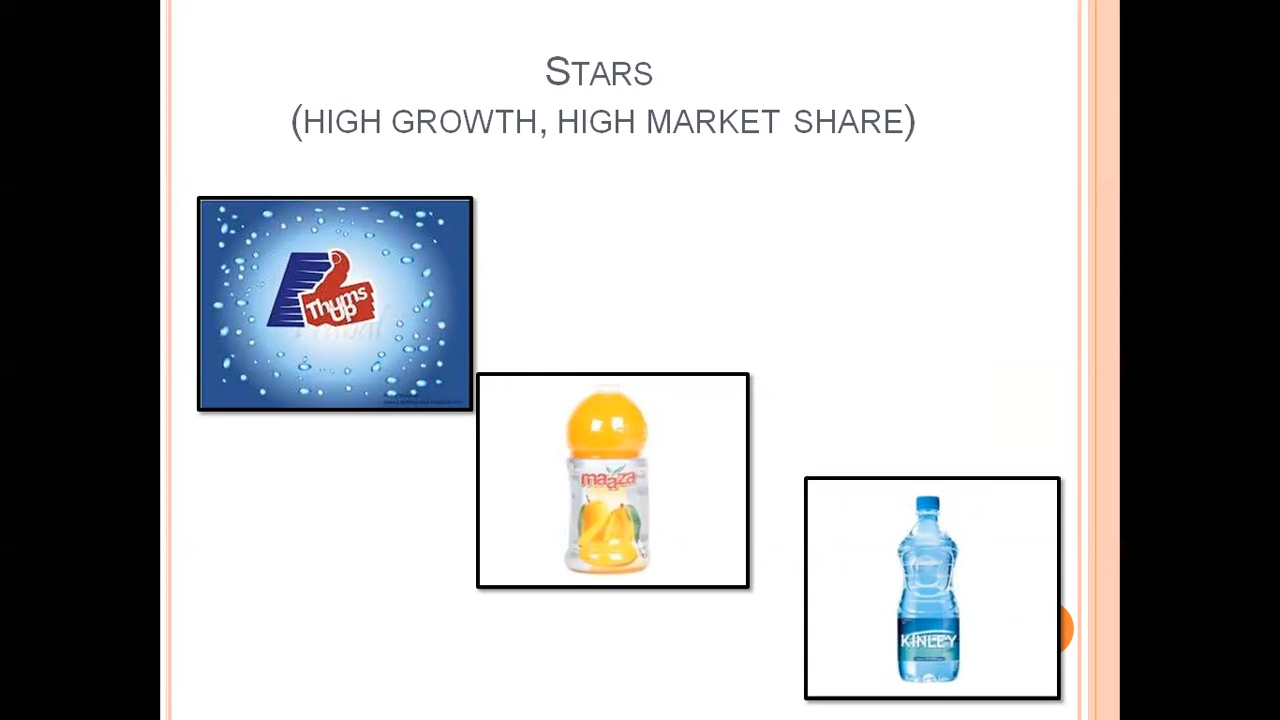 STARS
(HIGH GROWTH, HIGH MARKET SHARE)
Thums
Up
maaza
KINLEY